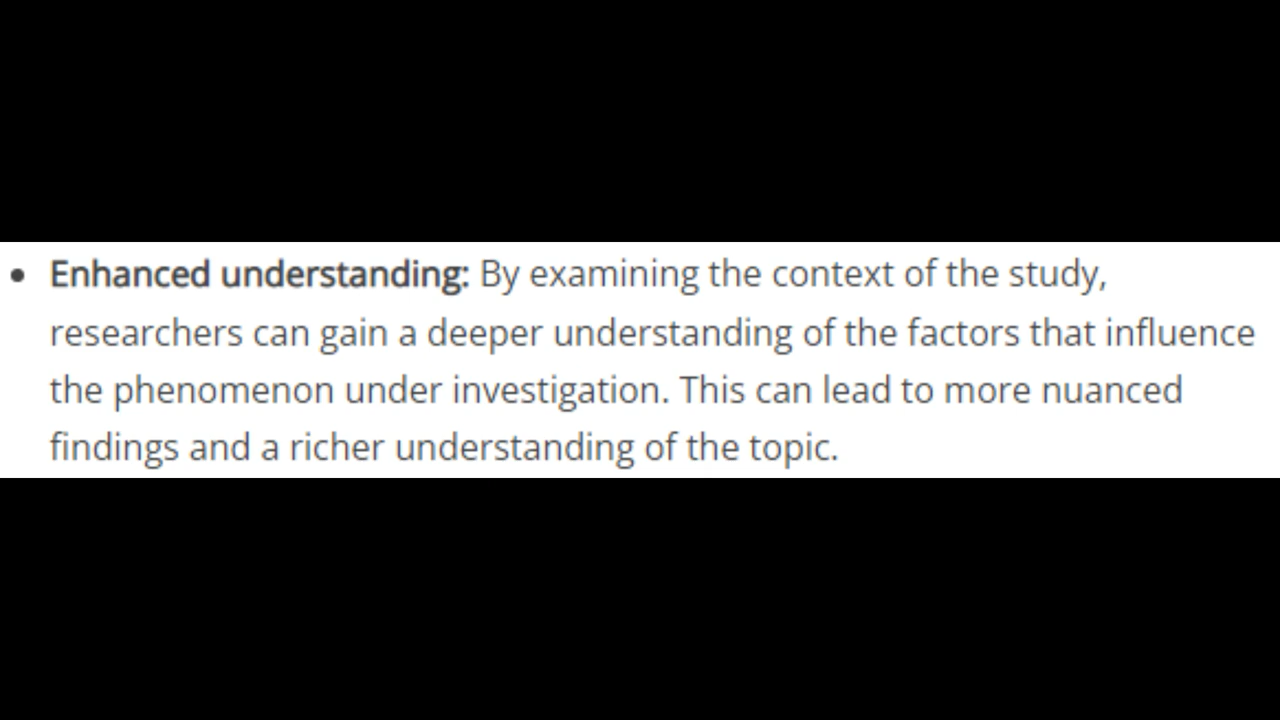 • Enhanced understanding: By examining the context of the study,
researchers can gain a deeper understanding of the factors that influence
the phenomenon under investigation. This can lead to more nuanced
findings and a richer understanding of the topic.